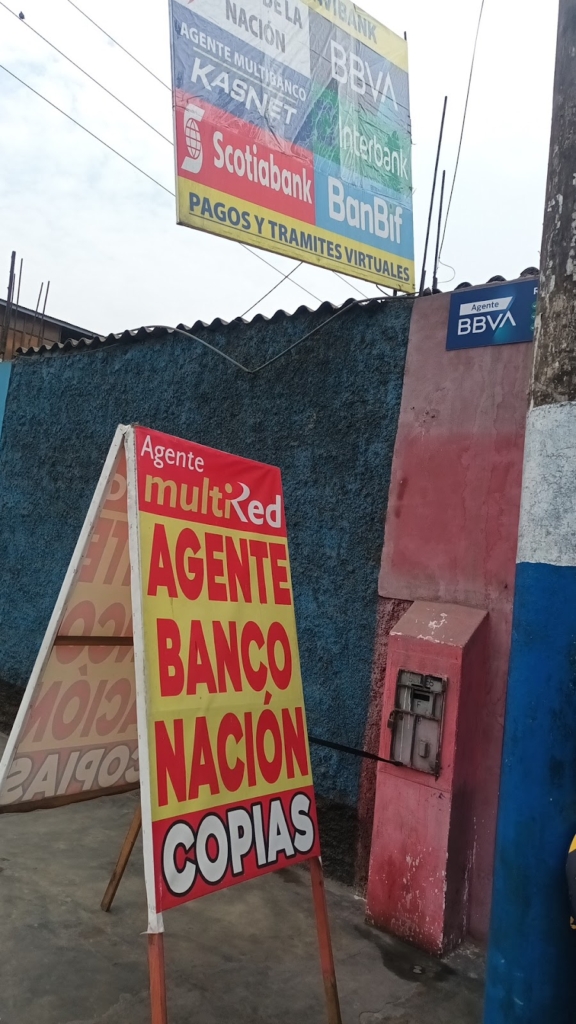 DE LA
NACIÓN
AGENTE MULTIBANCO
KASNET
BBVA
Interbank
Scotiabank
BanBif
PAGOS Y TRAMITES VIRTUALES
Agente
BBVA
Agente
multiRed
AGENTE
BANCO
NACIÓN
COPIAS